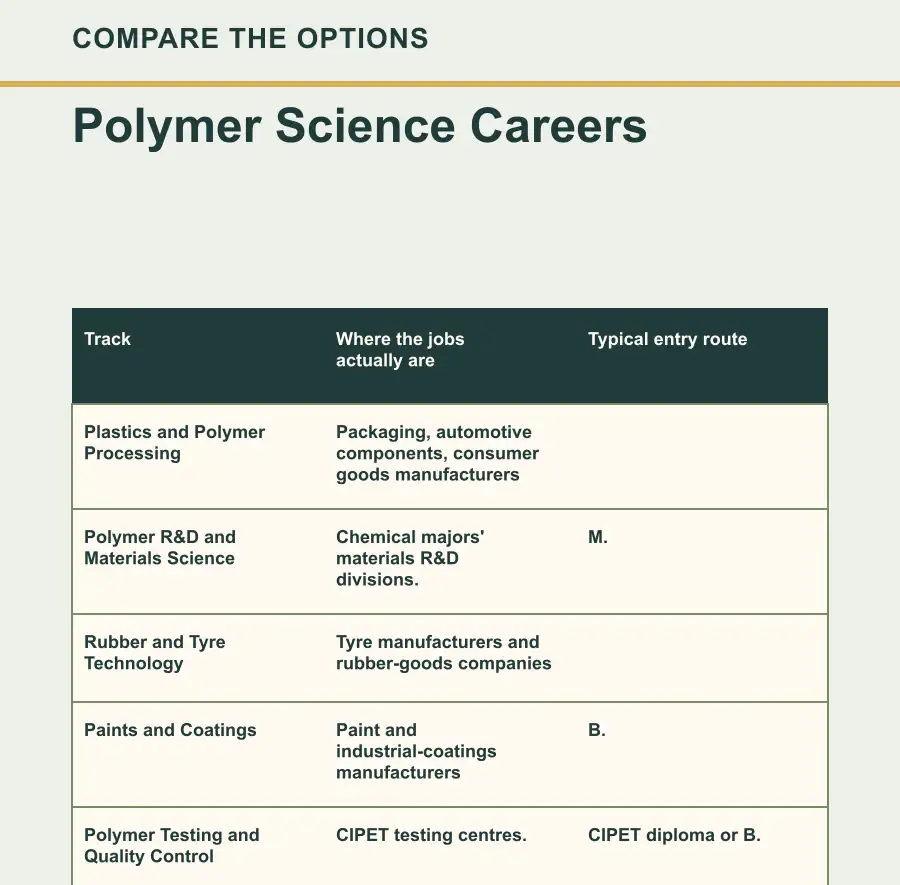 COMPARE THE OPTIONS
Polymer Science Careers
Track
Where the jobs
actually are
Typical entry route
Plastics and Polymer
Processing
Packaging, automotive
components, consumer
goods manufacturers
Polymer R&D and
Materials Science
Chemical majors'
materials R&D
divisions.
M.
Rubber and Tyre
Technology
Tyre manufacturers and
rubber-goods companies
Paints and Coatings
Paint and
industrial-coatings
manufacturers
B.
Polymer Testing and
Quality Control
CIPET testing centres.
CIPET diploma or B.